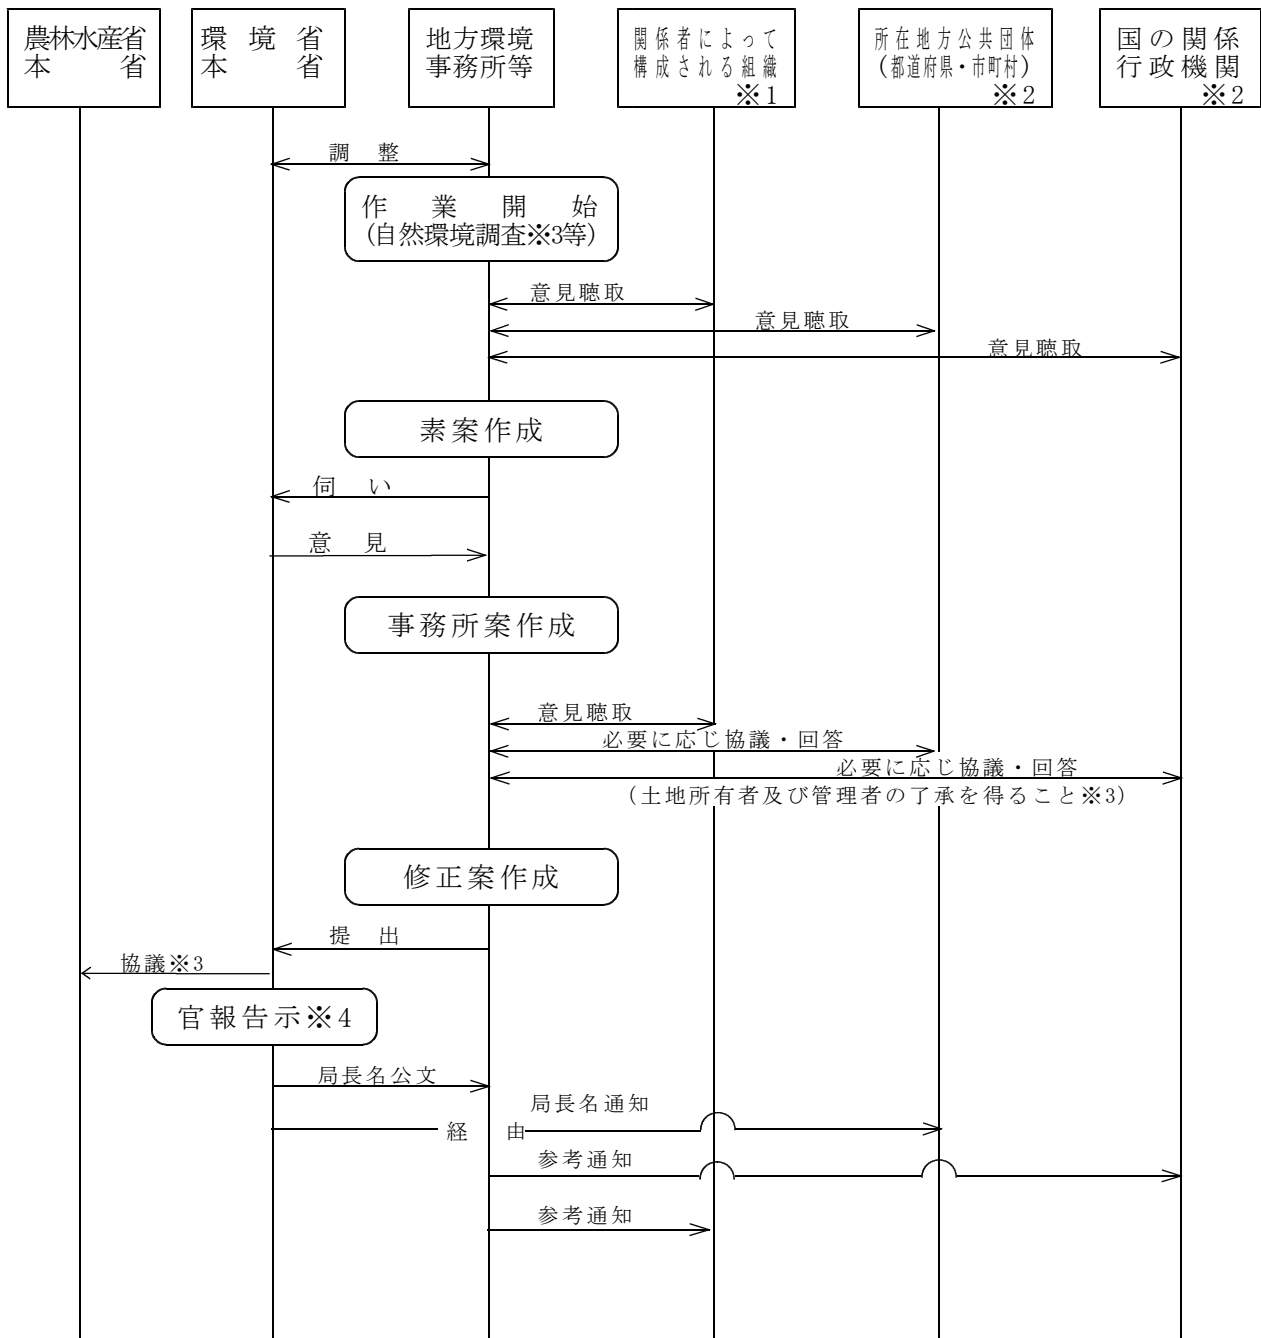 農林水産省
本省
環境省
本省
地方環境
事務所等
関係者によって
構成される組織
※1
所在地方公共団体
(都道府県・市町村)
※2
国の関係
行政機関
※2
調整
作業開始
(自然環境調査※3等)
意見聴取
意見聴取
意見聴取
素案作成
伺い
意見
事務所案作成
意見聴取
必要に応じ協議・回答
必要に応じ協議・回答
(土地所有者及び管理者の了承を得ること※3)
修正案作成
提出
協議※3
官報告示※4
局長名公文
局長名通知
経由
参考通知
参考通知